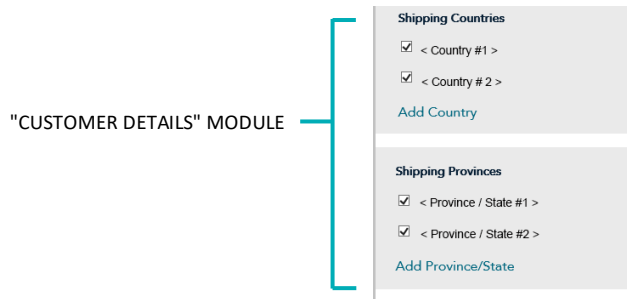 "CUSTOMER DETAILS" MODULE
Shipping Countries
< Country #1 >
< Country # 2 >
Add Country
Shipping Provinces
< Province / State #1 >
< Province / State #2 >
Add Province/State